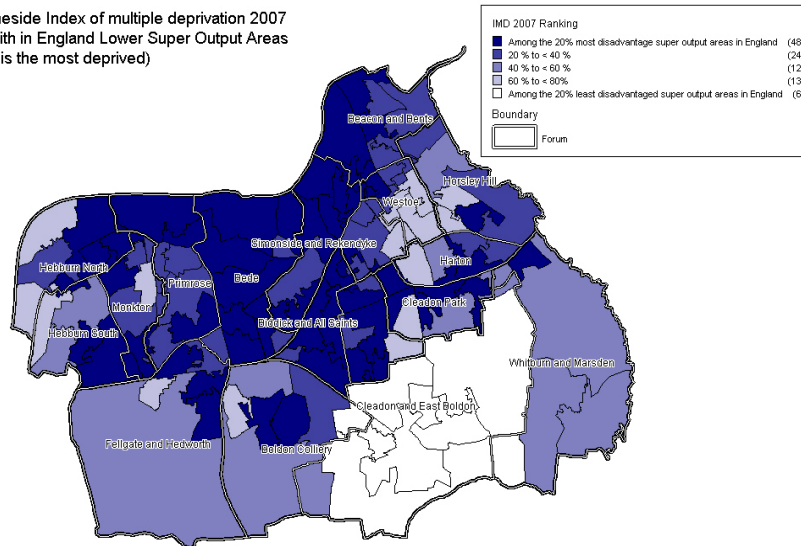 eside Index of multiple deprivation 2007
ith in England Lower Super Output Areas
is the most deprived)
IMD 2007 Ranking
Among the 20% most disadvantage super output areas in England (48
20 % to < 40 % (24
40 % to < 60 % (12
60 % to < 80% (13
Among the 20% least disadvantaged super output areas in England (6
Boundary
Forum
Beacon and Bents
Horsley Hill
Westoe
Simonside and Rekendyke
Harton
Hebburn North
Primrose
Bede
Monkton
Cleadon Park
Biddick and All Saints
Hebburn South
Whitburn and Marsden
Cleadon and East Boldon
Fellgate and Hedworth
Boldon Colliery